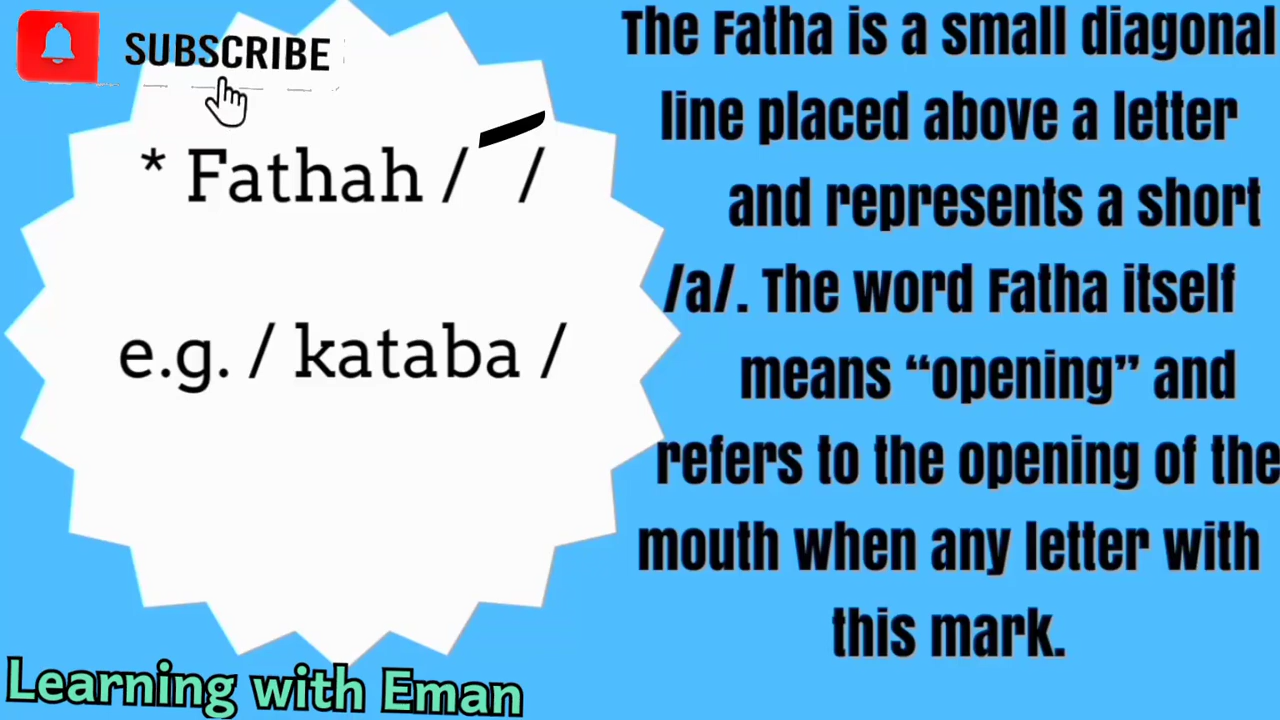 SUBSCRIBE
* Fathah / َ /
e.g. / kataba /
The Fatha is a small diagonal
line placed above a letter
and represents a short
/a/. The word Fatha itself
means “opening” and
refers to the opening of the
mouth when any letter with
this mark.
Learning with Eman